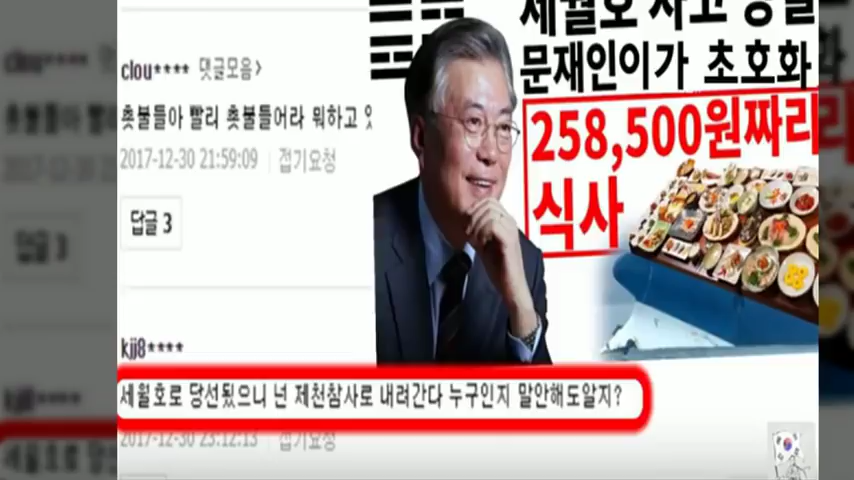 clou**** 댓글모음>
촛불들아 빨리 촛불들어라 뭐하고 있
2017-12-30 21:59:09 접기요청
답글 3
세월호 사고 당일
문재인이가 초호화
258,500원짜리
식사
kjj8****
세월호로 당선됬으니 넌 제천참사로 내려간다 누구인지 말안해도알지?
2017-12-30 23:12:13 접기요청